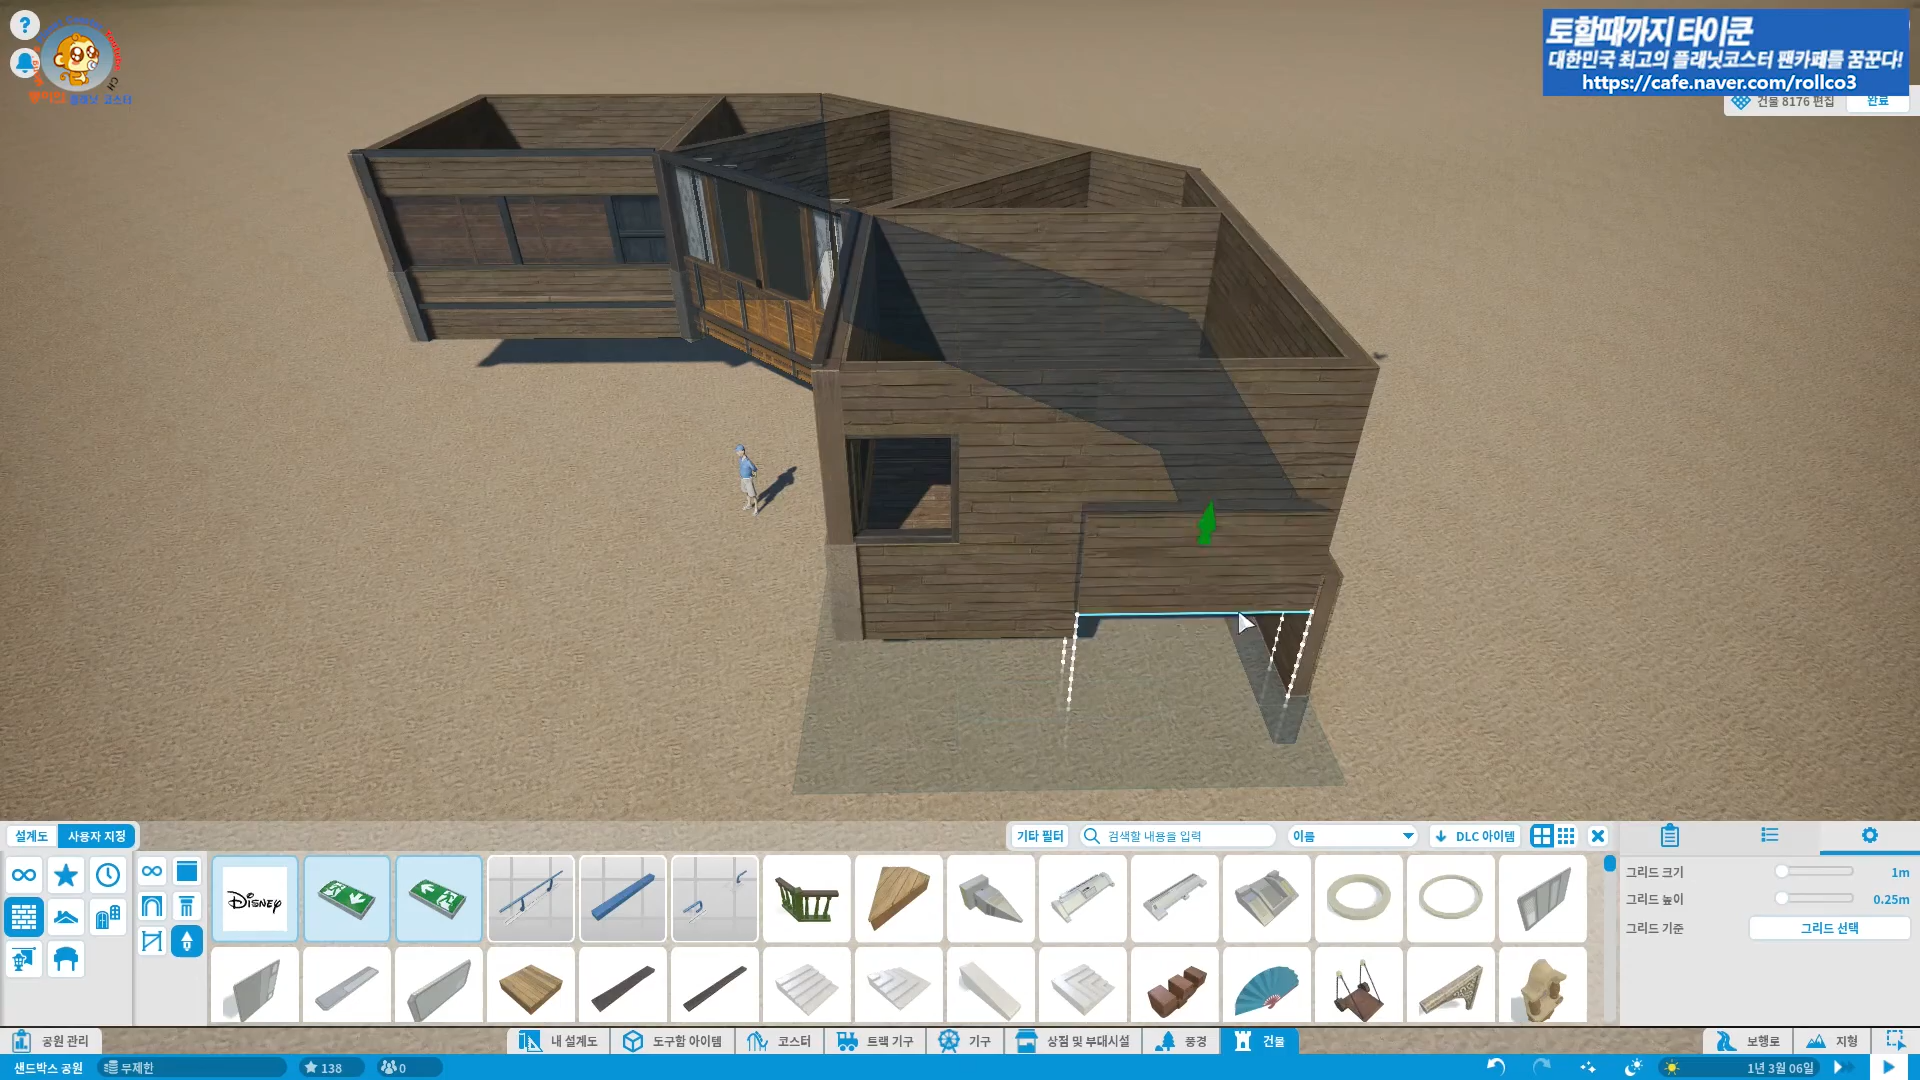 토할때까지 타이쿤
대한민국 최고의 플래닛코스터 팬카페를 꿈꾼다!
https://cafe.naver.com/rollco3
건물 8176 편집
완료
플래닛 코스터
설계도
사용자 지정
기타 필터
검색할 내용을 입력
이름
DLC 아이템
그리드 크기
1m
그리드 높이
0.25m
그리드 기준
그리드 선택
DISNEY
공원 관리
내 설계도
도구함 아이템
코스터
트랙 기구
기구
상점 및 부대시설
풍경
건물
보행로
지형
샌드박스 공원
무제한
138
0
1년 3월 06일